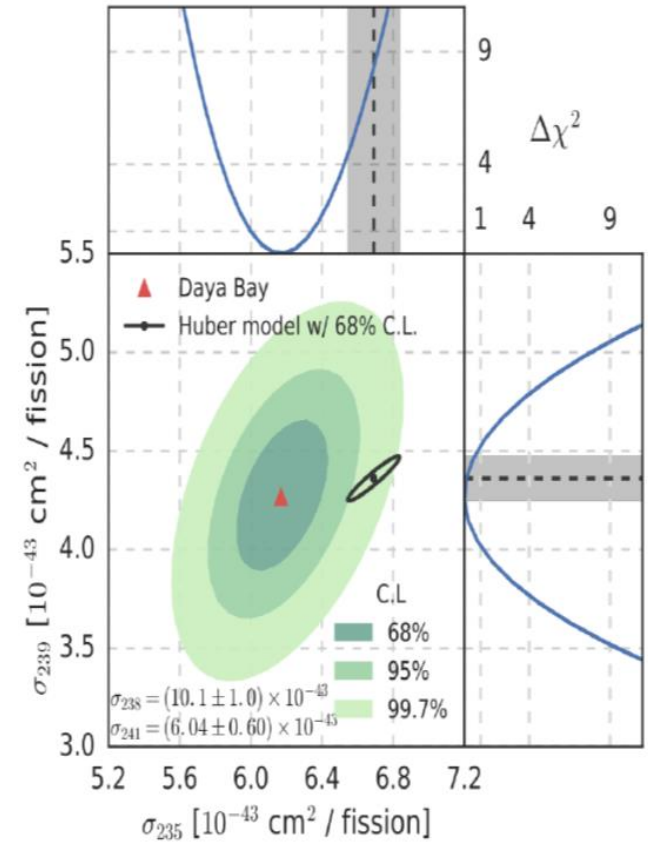 9
4
Δχ²
1 4 9
5.5
Daya Bay
Huber model w/ 68% C.L.
5.0
4.5
4.0
3.5
3.0
σ₂₃₉ [10⁻⁴³ cm² / fission]
C.L
68%
95%
99.7%
σ₂₃₈ = (10.1 ± 1.0) × 10⁻⁴³
σ₂₄₁ = (6.04 ± 0.60) × 10⁻⁴³
5.2 5.6 6.0 6.4 6.8 7.2
σ₂₃₅ [10⁻⁴³ cm² / fission]